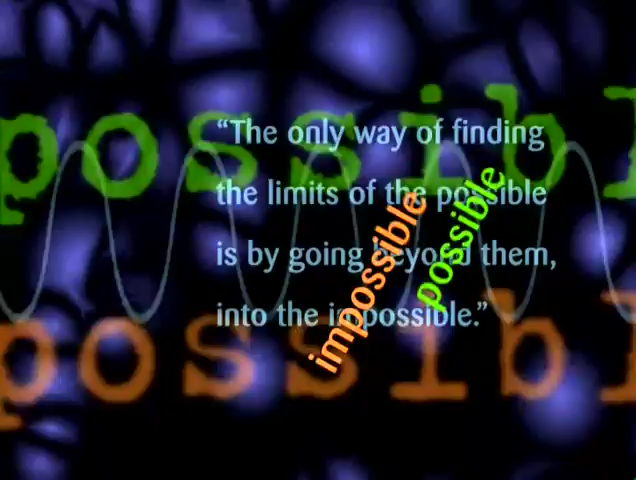 possibl
“The only way of finding
the limits of the possible
is by going beyond them,
into the impossible.”
impossible
possible
possibl